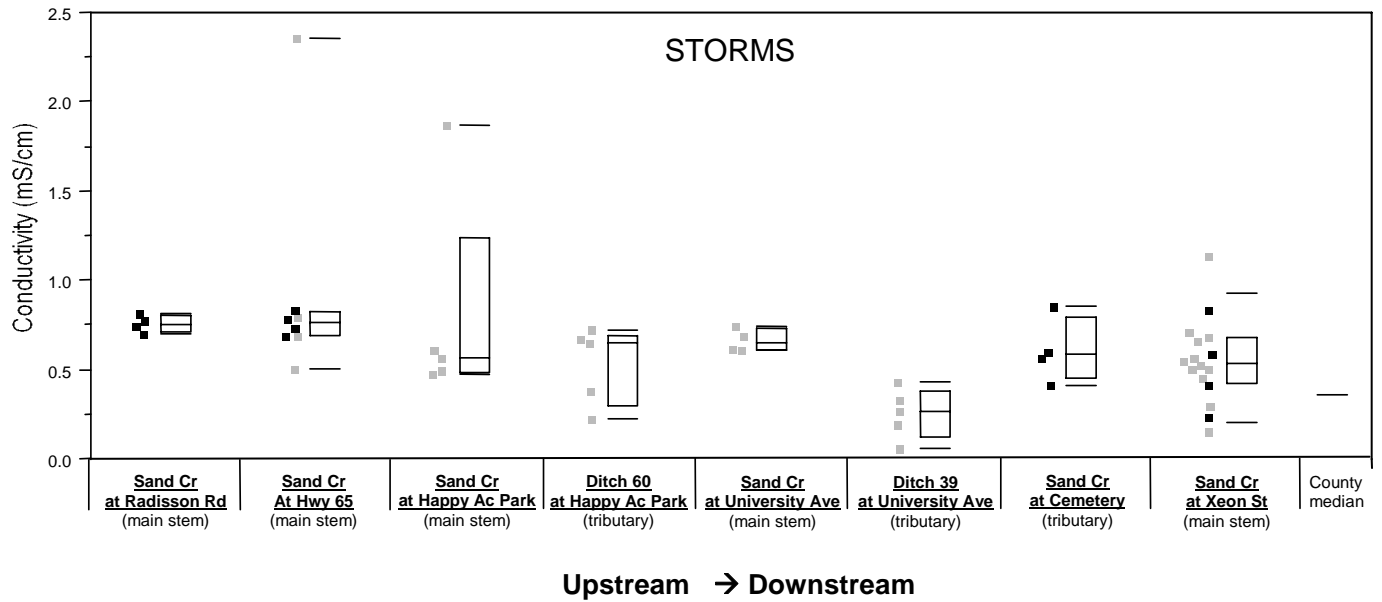 STORMS
Conductivity (mS/cm)
2.5
2.0
1.5
1.0
0.5
0.0
Sand Cr
at Radisson Rd
(main stem)
Sand Cr
At Hwy 65
(main stem)
Sand Cr
at Happy Ac Park
(main stem)
Ditch 60
at Happy Ac Park
(tributary)
Sand Cr
at University Ave
(main stem)
Ditch 39
at University Ave
(tributary)
Sand Cr
at Cemetery
(tributary)
Sand Cr
at Xeon St
(main stem)
County
median
Upstream → Downstream